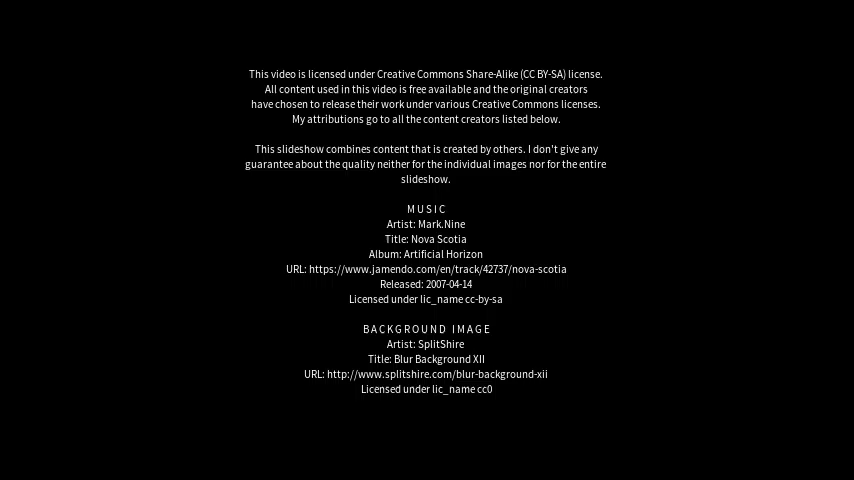 This video is licensed under Creative Commons Share-Alike (CC BY-SA) license.
All content used in this video is free available and the original creators
have chosen to release their work under various Creative Commons licenses.
My attributions go to all the content creators listed below.
This slideshow combines content that is created by others. I don't give any
guarantee about the quality neither for the individual images nor for the entire
slideshow.
MUSIC
Artist: Mark.Nine
Title: Nova Scotia
Album: Artificial Horizon
URL: https://www.jamendo.com/en/track/42737/nova-scotia
Released: 2007-04-14
Licensed under lic_name cc-by-sa
BACKGROUND IMAGE
Artist: SplitShire
Title: Blur Background XII
URL: http://www.splitshire.com/blur-background-xii
Licensed under lic_name cc0